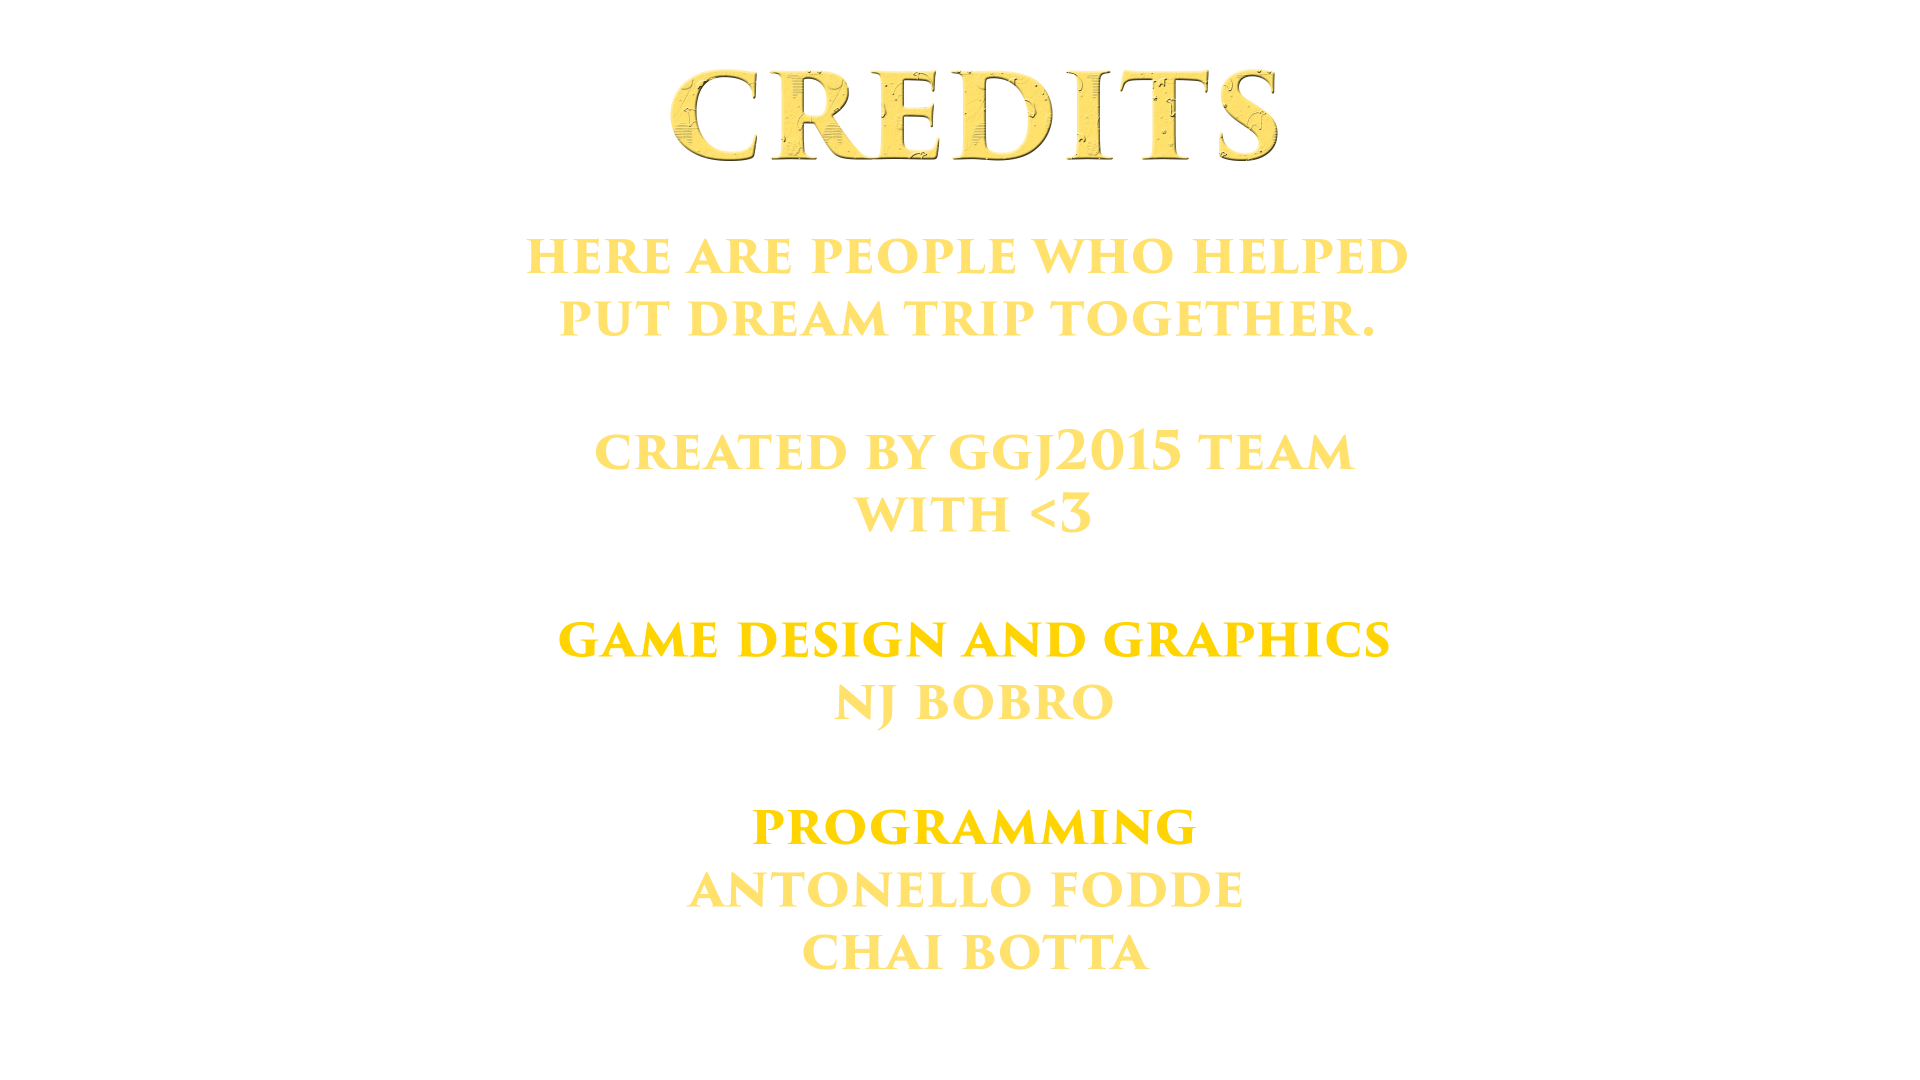 CREDITS
HERE ARE PEOPLE WHO HELPED
PUT DREAM TRIP TOGETHER.
CREATED BY GGJ2015 TEAM
WITH <3
GAME DESIGN AND GRAPHICS
NJ BOBRO
PROGRAMMING
ANTONELLO FODDE
CHAI BOTTA